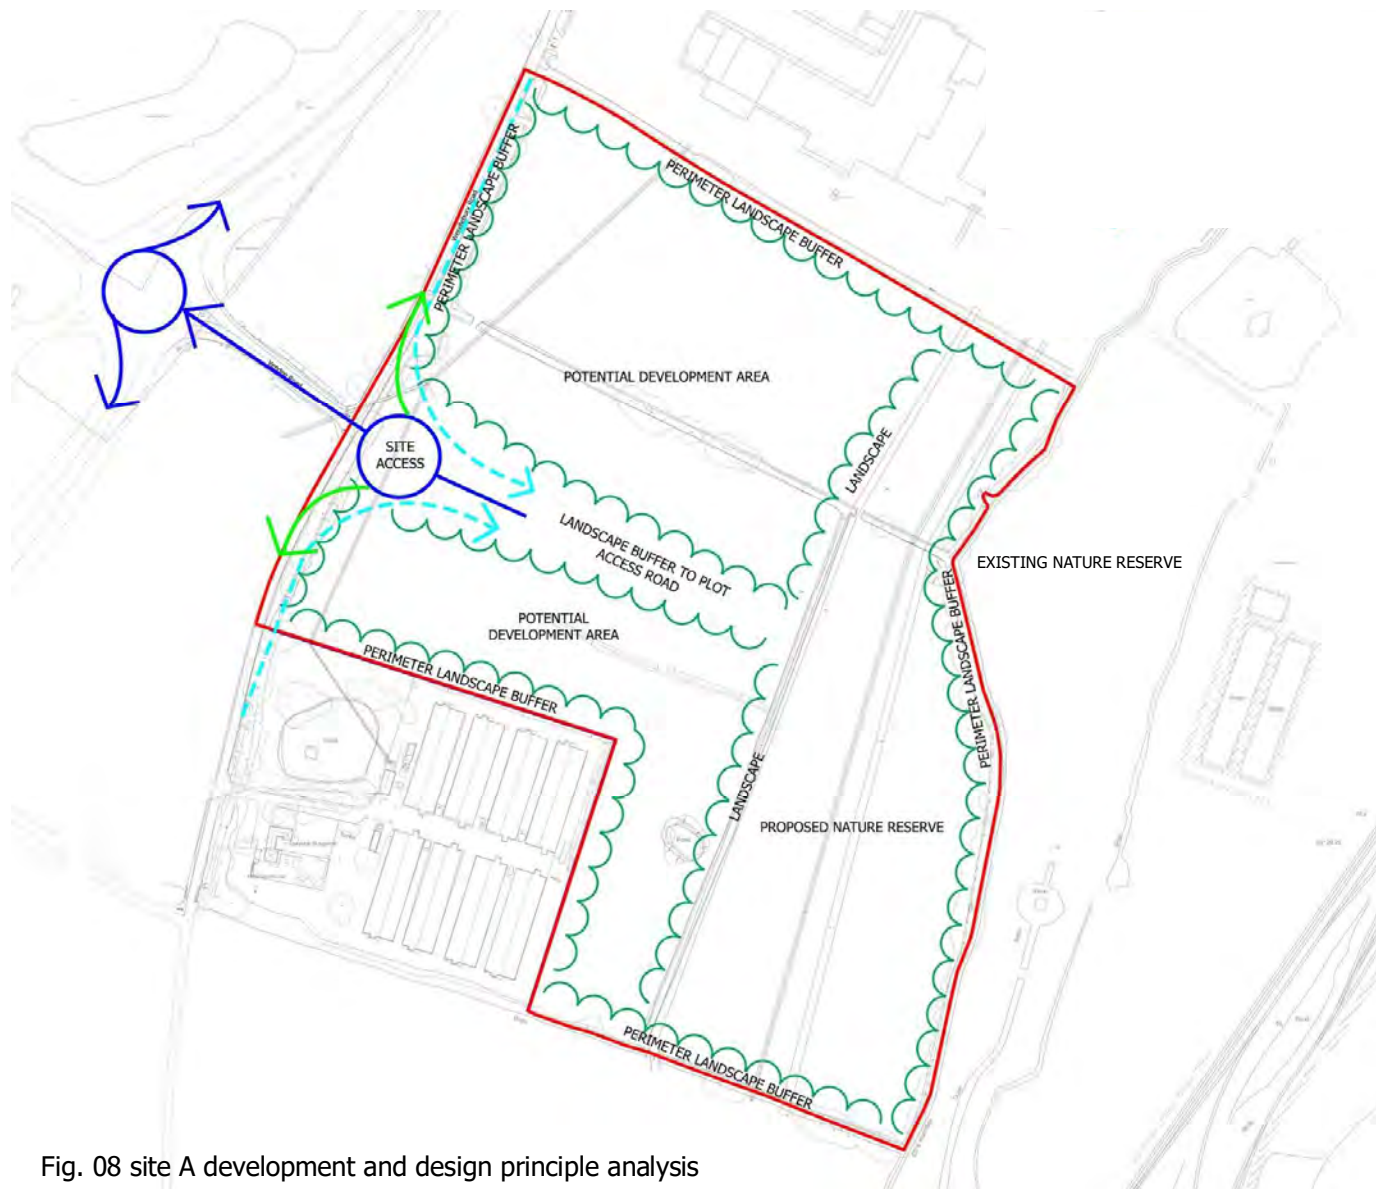 PERIMETER LANDSCAPE BUFFER
PERIMETER LANDSCAPE BUFFER
POTENTIAL DEVELOPMENT AREA
SITE
ACCESS
LANDSCAPE
LANDSCAPE BUFFER TO PLOT
ACCESS ROAD
EXISTING NATURE RESERVE
POTENTIAL
DEVELOPMENT AREA
PERIMETER LANDSCAPE BUFFER
PERIMETER LANDSCAPE BUFFER
LANDSCAPE
PROPOSED NATURE RESERVE
PERIMETER LANDSCAPE BUFFER
Fig. 08 site A development and design principle analysis